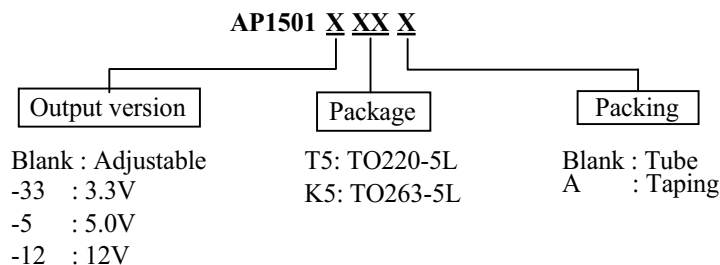 AP1501 X XX X
Output version
Package
Packing
Blank : Adjustable
-33 : 3.3V
-5 : 5.0V
-12 : 12V
T5: TO220-5L
K5: TO263-5L
Blank : Tube
A : Taping